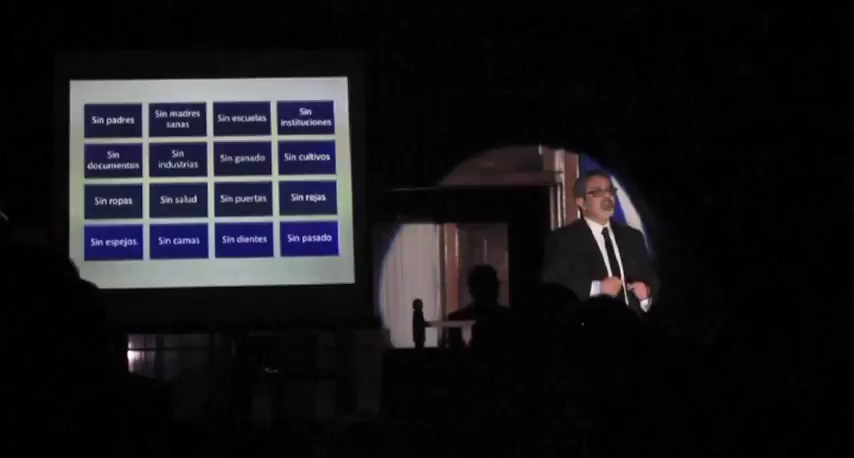 Sin padres
Sin madres
sanas
Sin escuelas
Sin
instituciones
Sin
documentos
Sin
industrias
Sin ganado
Sin cultivos
Sin ropas
Sin salud
Sin puertas
Sin rejas
Sin espejos
Sin camas
Sin dientes
Sin pasado